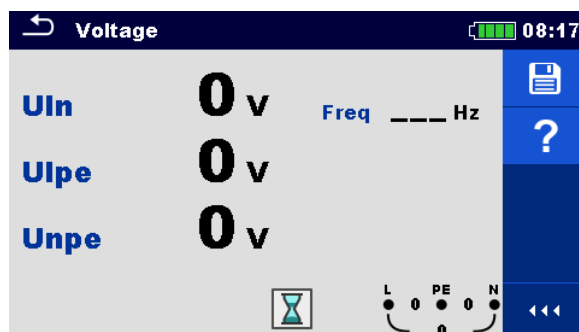 Voltage 08:17
Uln 0 V Freq ___ Hz
Ulpe 0 V
?
Unpe 0 V
L PE N
0 0
0